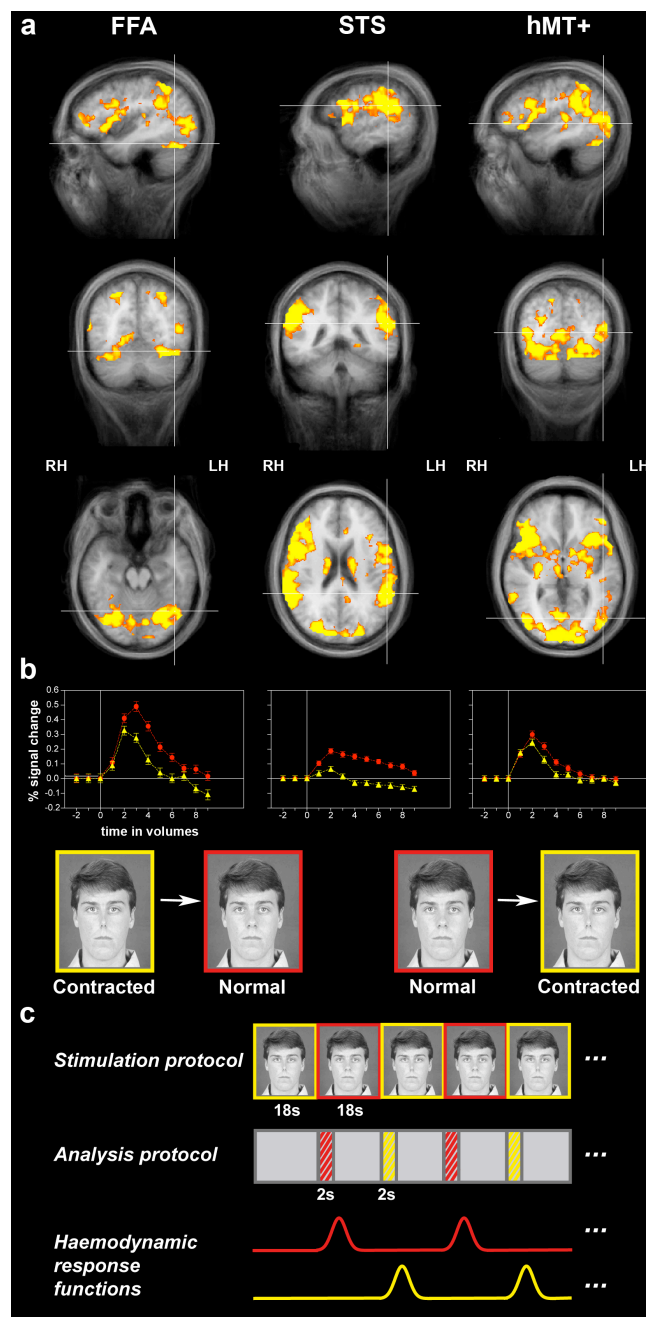 a
FFA STS hMT+
RH LH RH LH RH LH
b
% signal change
0.6
0.5
0.4
0.3
0.2
0.1
0.0
-0.1
-0.2
-2 0 2 4 6 8 -2 0 2 4 6 8 -2 0 2 4 6 8
time in volumes
Contracted Normal Normal Contracted
c
Stimulation protocol ...
18s 18s
Analysis protocol ...
2s 2s
Haemodynamic ...
response
functions ...